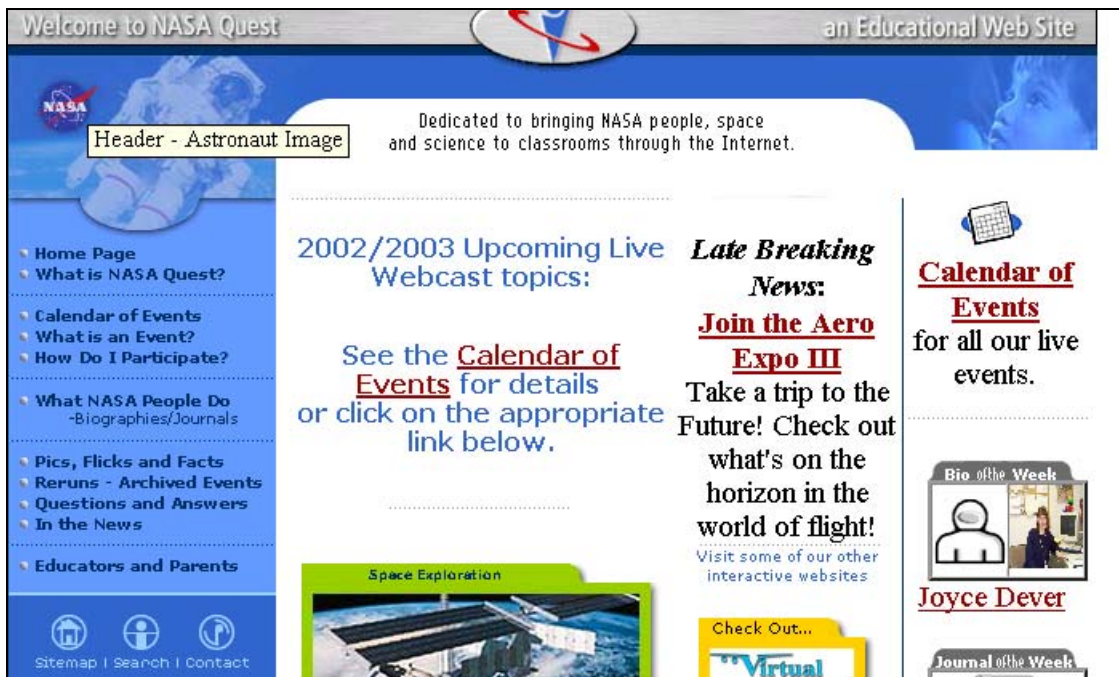 Welcome to NASA Quest
an Educational Web Site
NASA
Header - Astronaut Image
Dedicated to bringing NASA people, space
and science to classrooms through the Internet.
Home Page
What is NASA Quest?
Calendar of Events
What is an Event?
How Do I Participate?
What NASA People Do
-Biographies/Journals
Pics, Flicks and Facts
Reruns - Archived Events
Questions and Answers
In the News
Educators and Parents
Sitemap | Search | Contact
2002/2003 Upcoming Live
Webcast topics:
See the Calendar of
Events for details
or click on the appropriate
link below.
Space Exploration
Late Breaking
News:
Join the Aero
Expo III
Take a trip to the
Future! Check out
what's on the
horizon in the
world of flight!
Visit some of our other
interactive websites
Check Out...
Virtual
Calendar of
Events
for all our live
events.
Bio of the Week
Joyce Dever
Journal of the Week